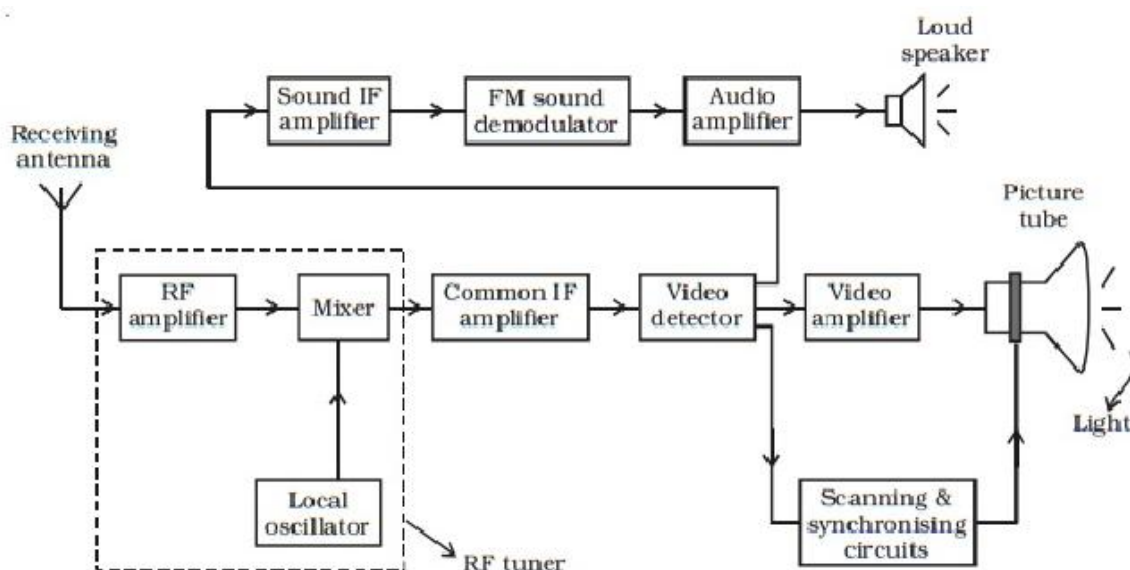 Loud
speaker
Sound IF
amplifier
FM sound
demodulator
Audio
amplifier
Receiving
antenna
Picture
tube
RF
amplifier
Mixer
Common IF
amplifier
Video
detector
Video
amplifier
Light
Local
oscillator
Scanning &
synchronising
circuits
RF tuner